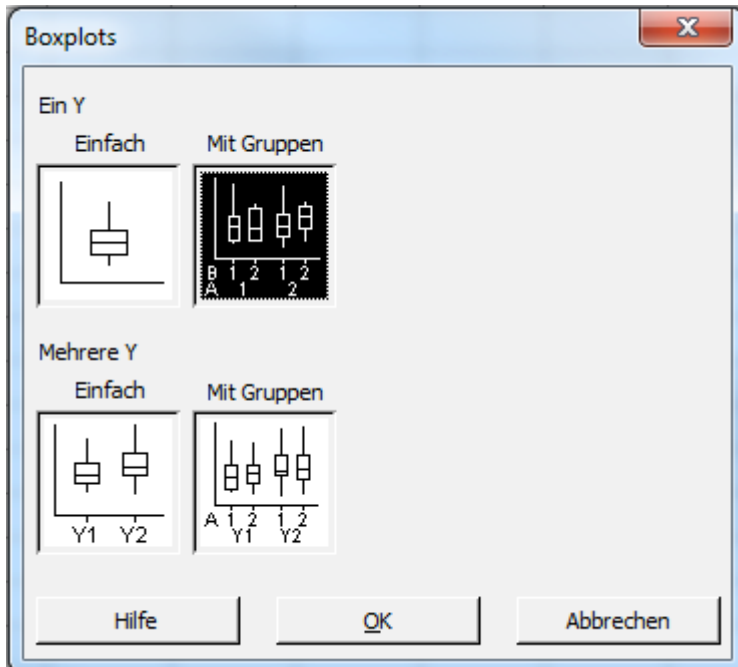 Boxplots
Ein Y
Einfach Mit Gruppen
B 1 2 1 2
A 1 2
Mehrere Y
Einfach Mit Gruppen
Y1 Y2
A 1 2 1 2
Y1 Y2
Hilfe OK Abbrechen